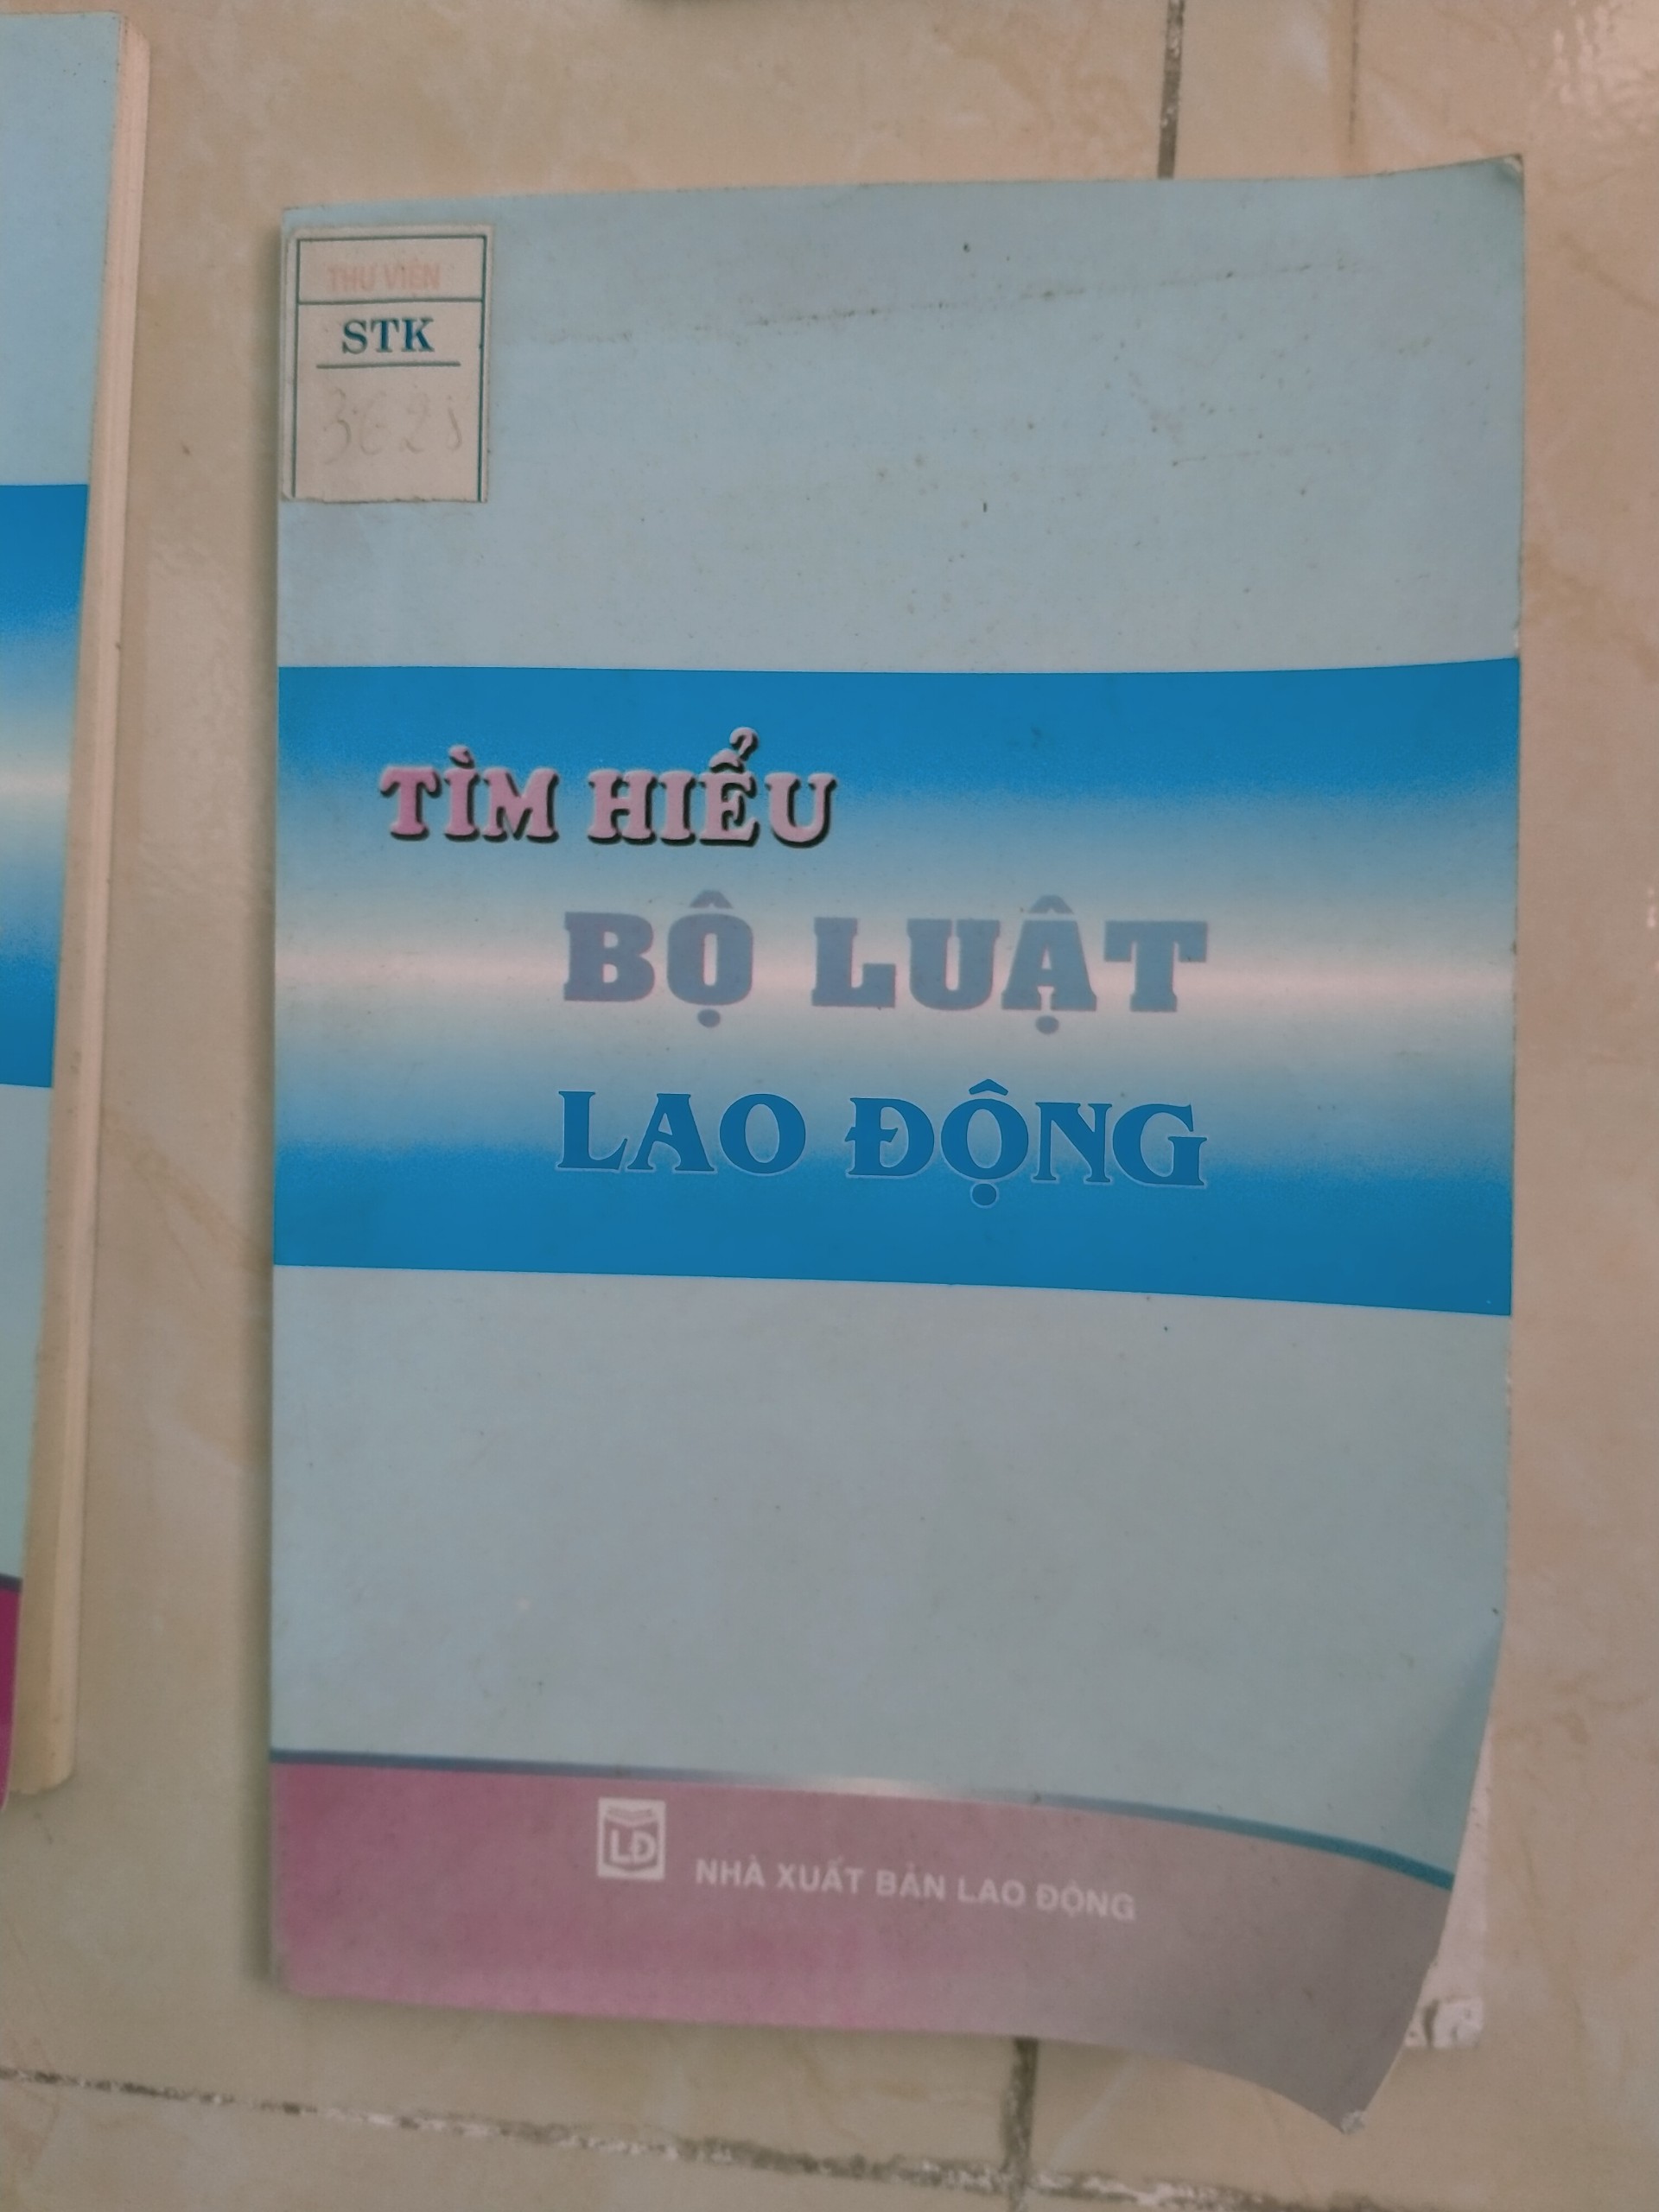 THƯ VIỆN
STK
TÌM HIỂU
BỘ LUẬT
LAO ĐỘNG
LĐ
NHÀ XUẤT BẢN LAO ĐỘNG